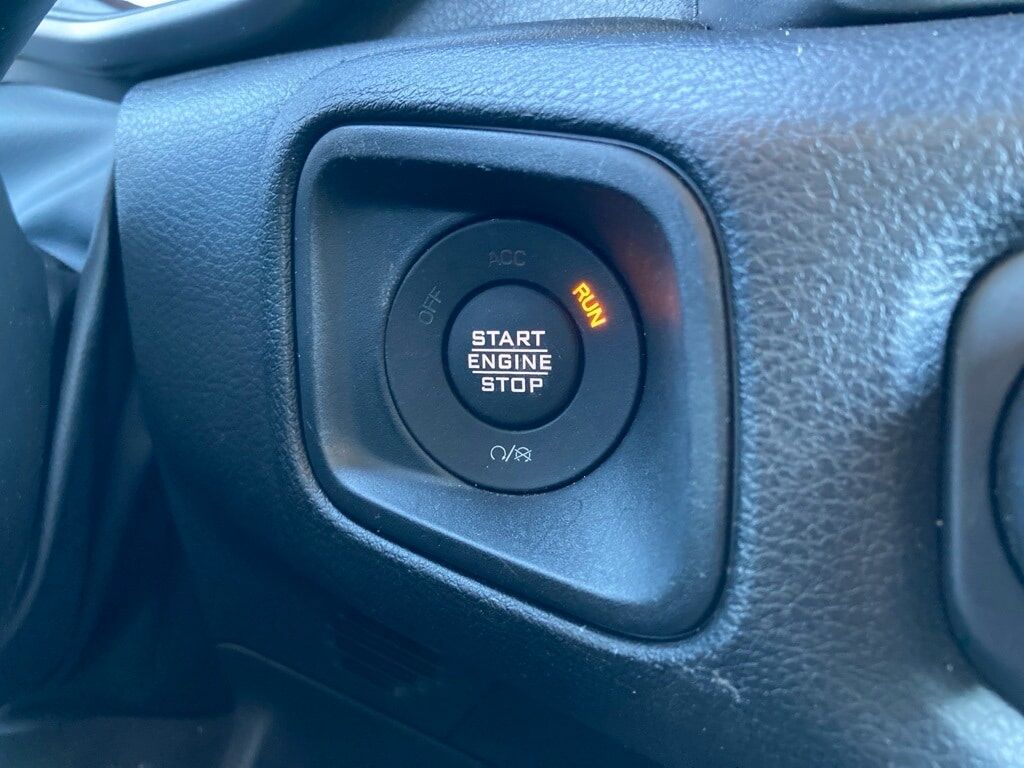 ACC
OFF
RUN
START
ENGINE
STOP